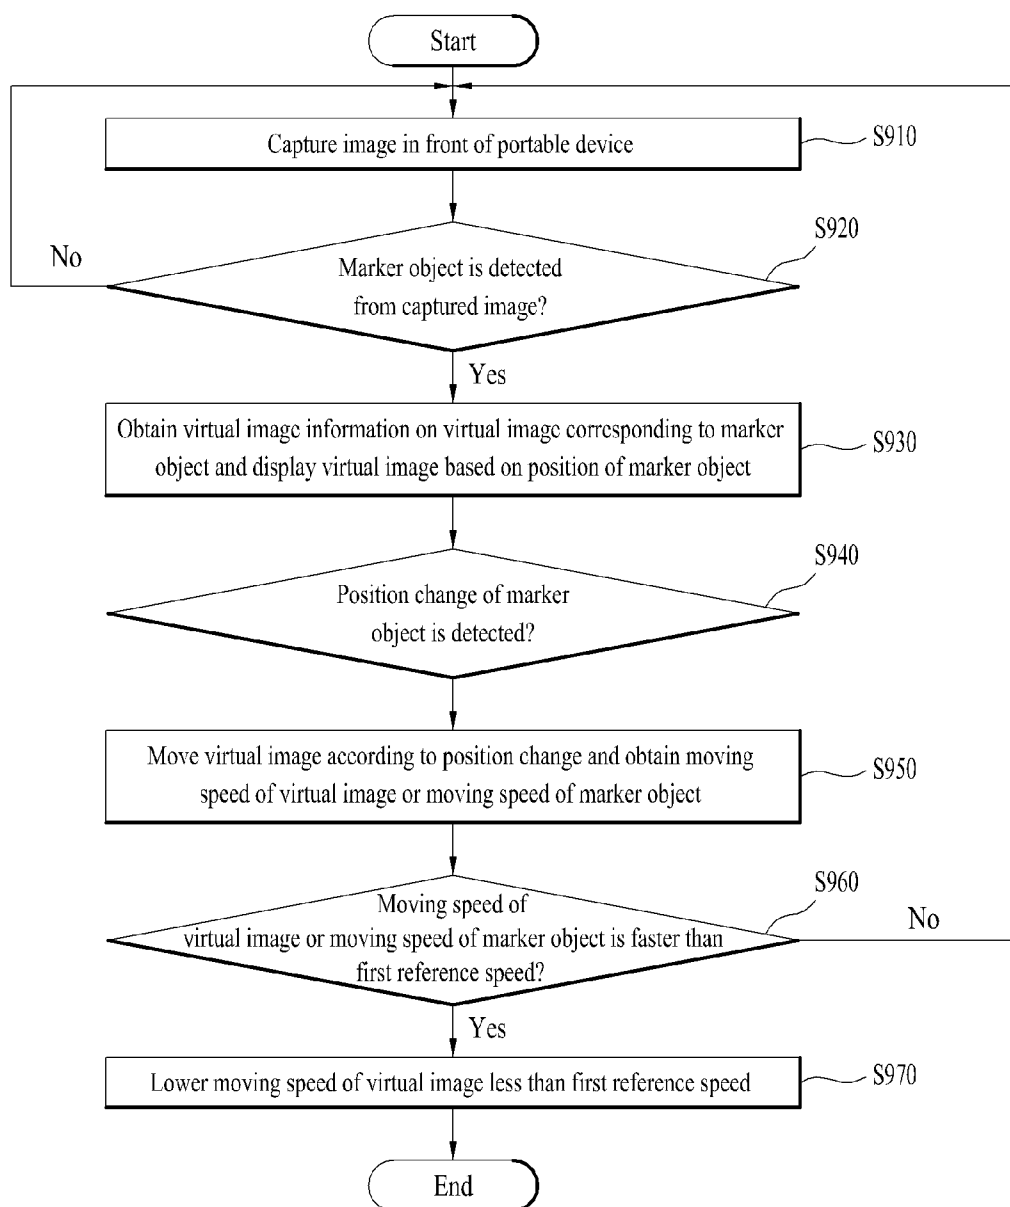 Start
Capture image in front of portable device
S910
S920
No
Marker object is detected
from captured image?
Yes
Obtain virtual image information on virtual image corresponding to marker
object and display virtual image based on position of marker object
S930
S940
Position change of marker
object is detected?
Move virtual image according to position change and obtain moving
speed of virtual image or moving speed of marker object
S950
S960
Moving speed of
virtual image or moving speed of marker object is faster than
first reference speed?
No
Yes
Lower moving speed of virtual image less than first reference speed
S970
End